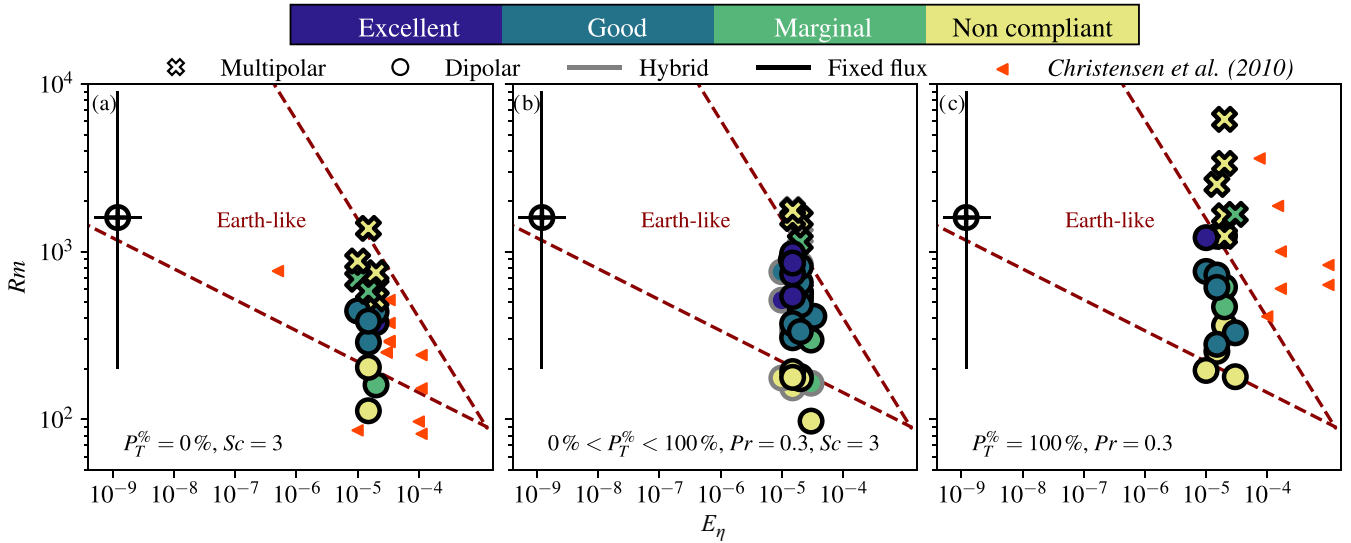 Excellent Good Marginal Non compliant
Multipolar Dipolar Hybrid Fixed flux Christensen et al. (2010)
10^4
10^3
10^2
Rm
(a)
Earth-like
P_T^% = 0 %, Sc = 3
10^−9 10^−8 10^−7 10^−6 10^−5 10^−4
(b)
Earth-like
0 % < P_T^% < 100 %, Pr = 0.3, Sc = 3
10^−9 10^−8 10^−7 10^−6 10^−5 10^−4
(c)
Earth-like
P_T^% = 100 %, Pr = 0.3
10^−9 10^−8 10^−7 10^−6 10^−5 10^−4
E_η